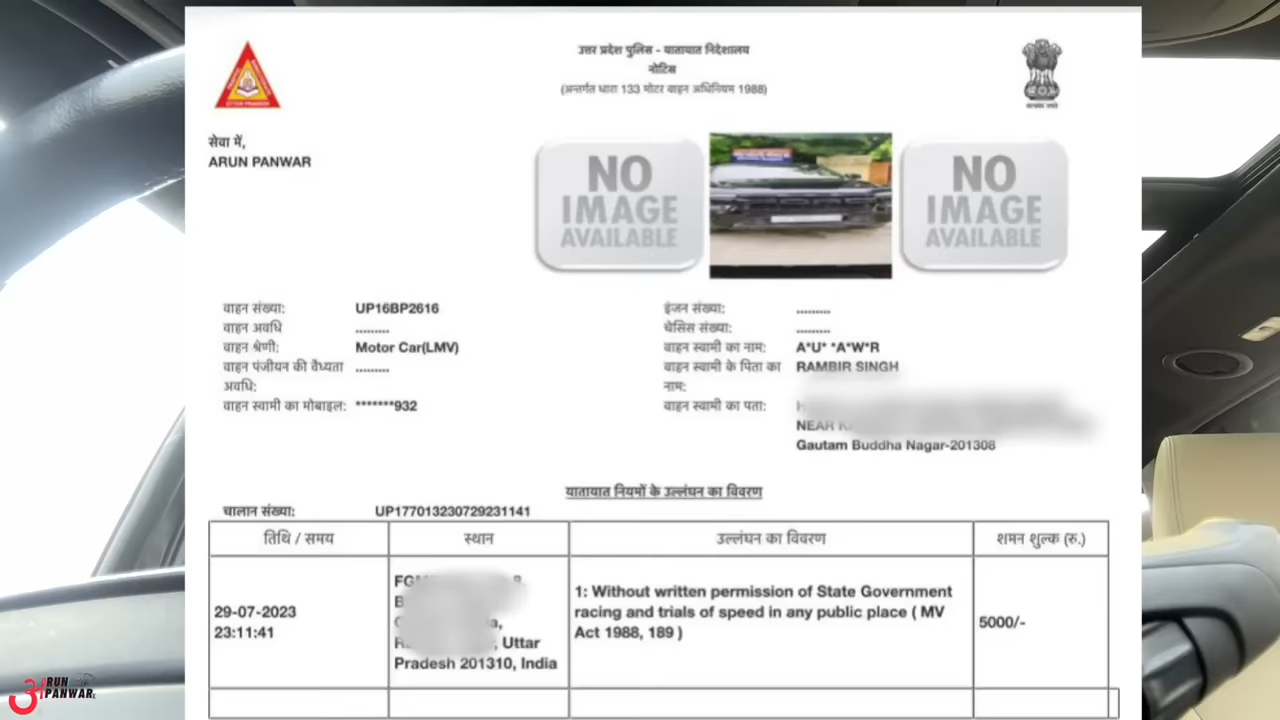 उत्तर प्रदेश पुलिस - यातायात निदेशालय
नोटिस
(अन्तर्गत धारा 133 मोटर वाहन अधिनियम 1988)
UTTAR PRADESH
सेवा में,
ARUN PANWAR
NO IMAGE AVAILABLE
NO IMAGE AVAILABLE
वाहन संख्या: UP16BP2616
वाहन अवधि .........
वाहन श्रेणी: Motor Car(LMV)
वाहन पंजीयन की वैध्यता .........
अवधि:
वाहन स्वामी का मोबाइल: *******932
इंजन संख्या: .........
चेसिस संख्या: .........
वाहन स्वामी का नाम: A*U* *A*W*R
वाहन स्वामी के पिता का RAMBIR SINGH
नाम:
वाहन स्वामी का पता:
NEAR
Gautam Buddha Nagar-201308
यातायात नियमों के उल्लंघन का विवरण
चालान संख्या: UP177013230729231141
तिथि / समय स्थान उल्लंघन का विवरण शमन शुल्क (रु.)
29-07-2023
23:11:41
Uttar
Pradesh 201310, India
1: Without written permission of State Government
racing and trials of speed in any public place ( MV
Act 1988, 189 )
5000/-
ARUN
PANWAR